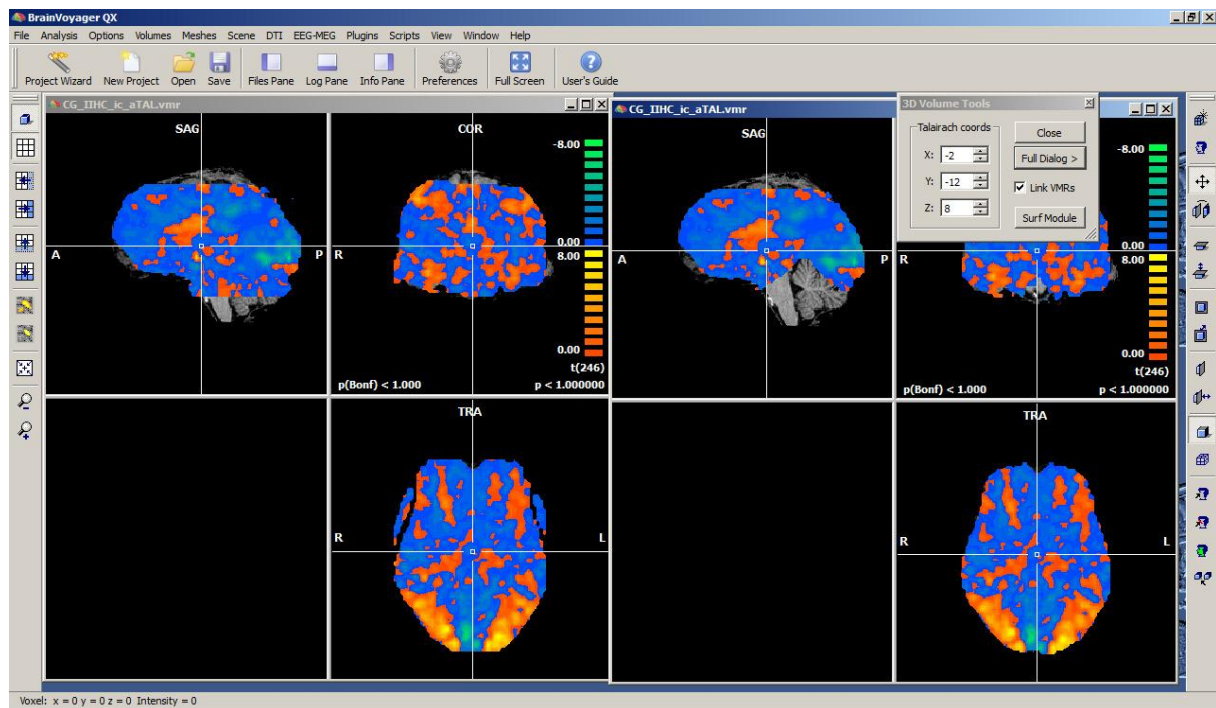 BrainVoyager QX
File Analysis Options Volumes Meshes Scene DTI EEG-MEG Plugins Scripts View Window Help
Project Wizard New Project Open Save Files Pane Log Pane Info Pane Preferences Full Screen User's Guide
CG_IIHC_ic_aTAL.vmr
SAG
COR
-8.00
0.00
8.00
0.00
A
P
R
t(246)
p(Bonf) < 1.000
p < 1.000000
TRA
R
L
CG_IIHC_ic_aTAL.vmr
SAG
-8.00
0.00
8.00
0.00
A
P
R
t(246)
p(Bonf) < 1.000
p < 1.000000
TRA
R
L
3D Volume Tools
Talairach coords
X: -2
Y: -12
Z: 8
Close
Full Dialog >
Link VMRs
Surf Module
Voxel: x = 0 y = 0 z = 0 Intensity = 0